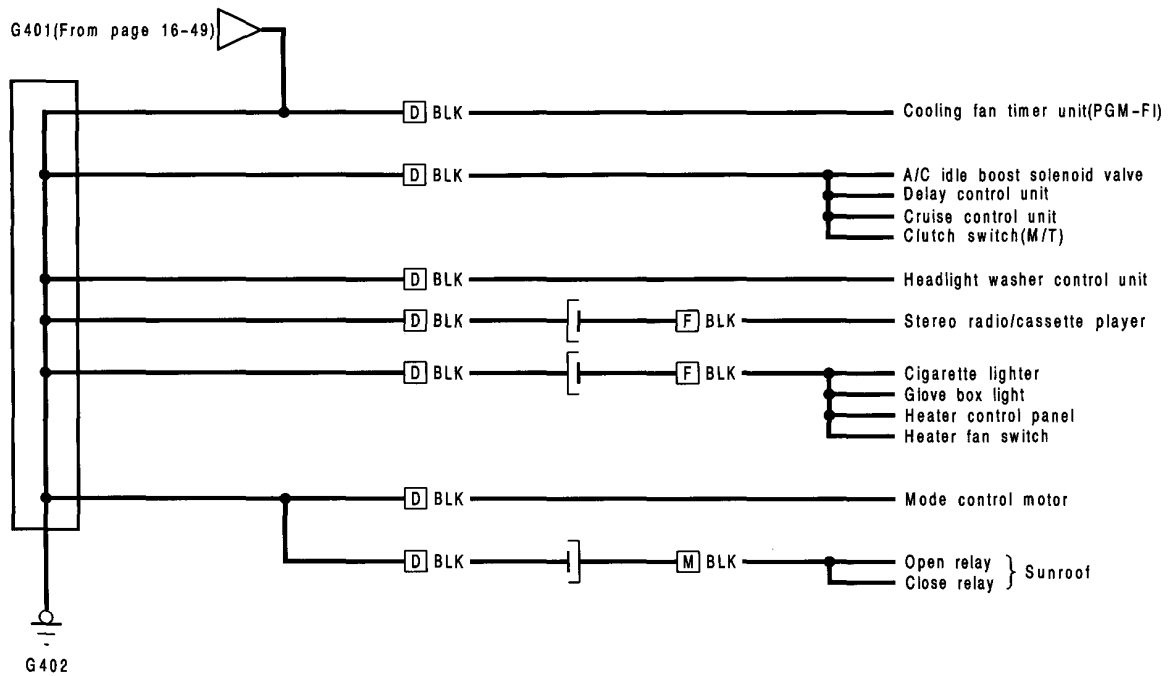 G401(From page 16-49)
D BLK Cooling fan timer unit(PGM-FI)
D BLK A/C idle boost solenoid valve
Delay control unit
Cruise control unit
Clutch switch(M/T)
D BLK Headlight washer control unit
D BLK F BLK Stereo radio/cassette player
D BLK F BLK Cigarette lighter
Glove box light
Heater control panel
Heater fan switch
D BLK Mode control motor
D BLK M BLK Open relay
Close relay
Sunroof
G402